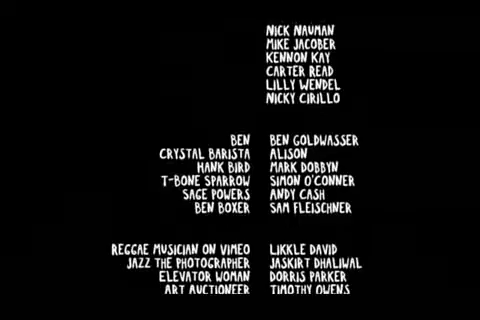 NICK NAUMAN
MIKE JACOBER
KENNON KAY
CARTER READ
LILLY WENDEL
NICKY CIRILLO
BEN BEN GOLDWASSER
CRYSTAL BARISTA ALISON
HANK BIRD MARK DOBBYN
T-BONE SPARROW SIMON O'CONNER
SAGE POWERS ANDY CASH
BEN BOXER SAM FLEISCHNER
REGGAE MUSICIAN ON VIMEO LIKKLE DAVID
JAZZ THE PHOTOGRAPHER JASKIRT DHALIWAL
ELEVATOR WOMAN DORRIS PARKER
ART AUCTIONEER TIMOTHY OWENS